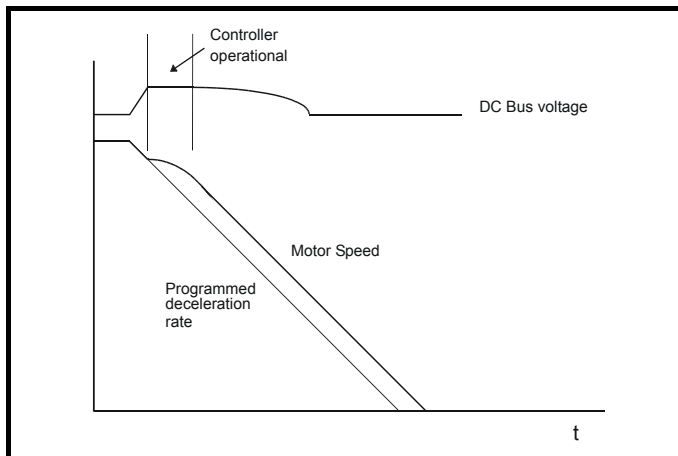 Controller
operational
DC Bus voltage
Motor Speed
Programmed
deceleration
rate
t